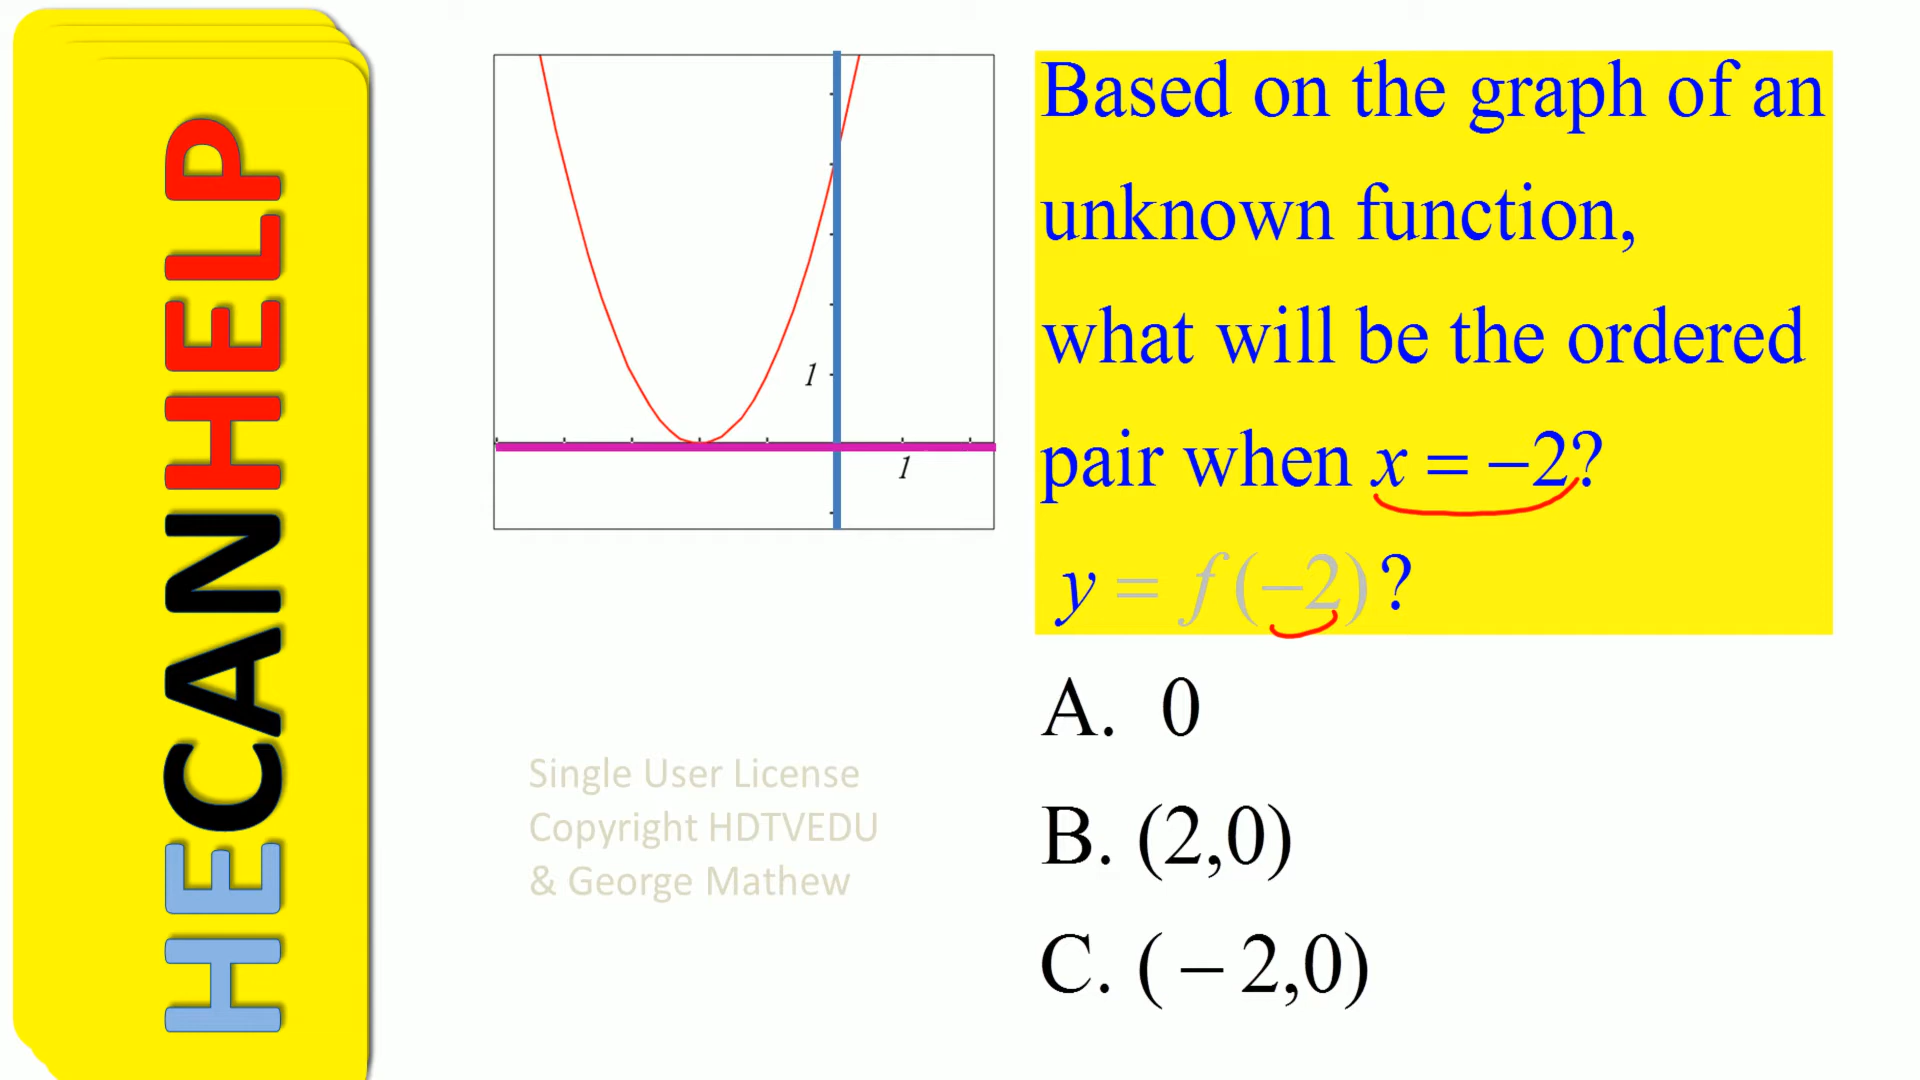 HECANHELP
1
1
Based on the graph of an
unknown function,
what will be the ordered
pair when x = −2?
y = f (−2) ?
A. 0
B. (2,0)
C. ( − 2,0)
Single User License
Copyright HDTVEDU
& George Mathew